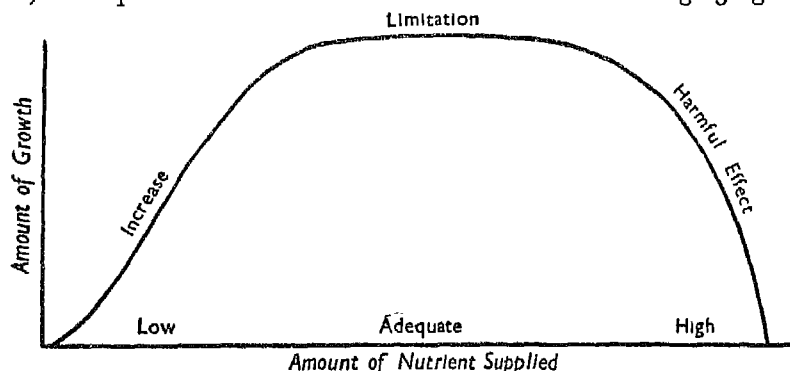 Limitation
Harmful Effect
Increase
Amount of Growth
Low Adequate High
Amount of Nutrient Supplied